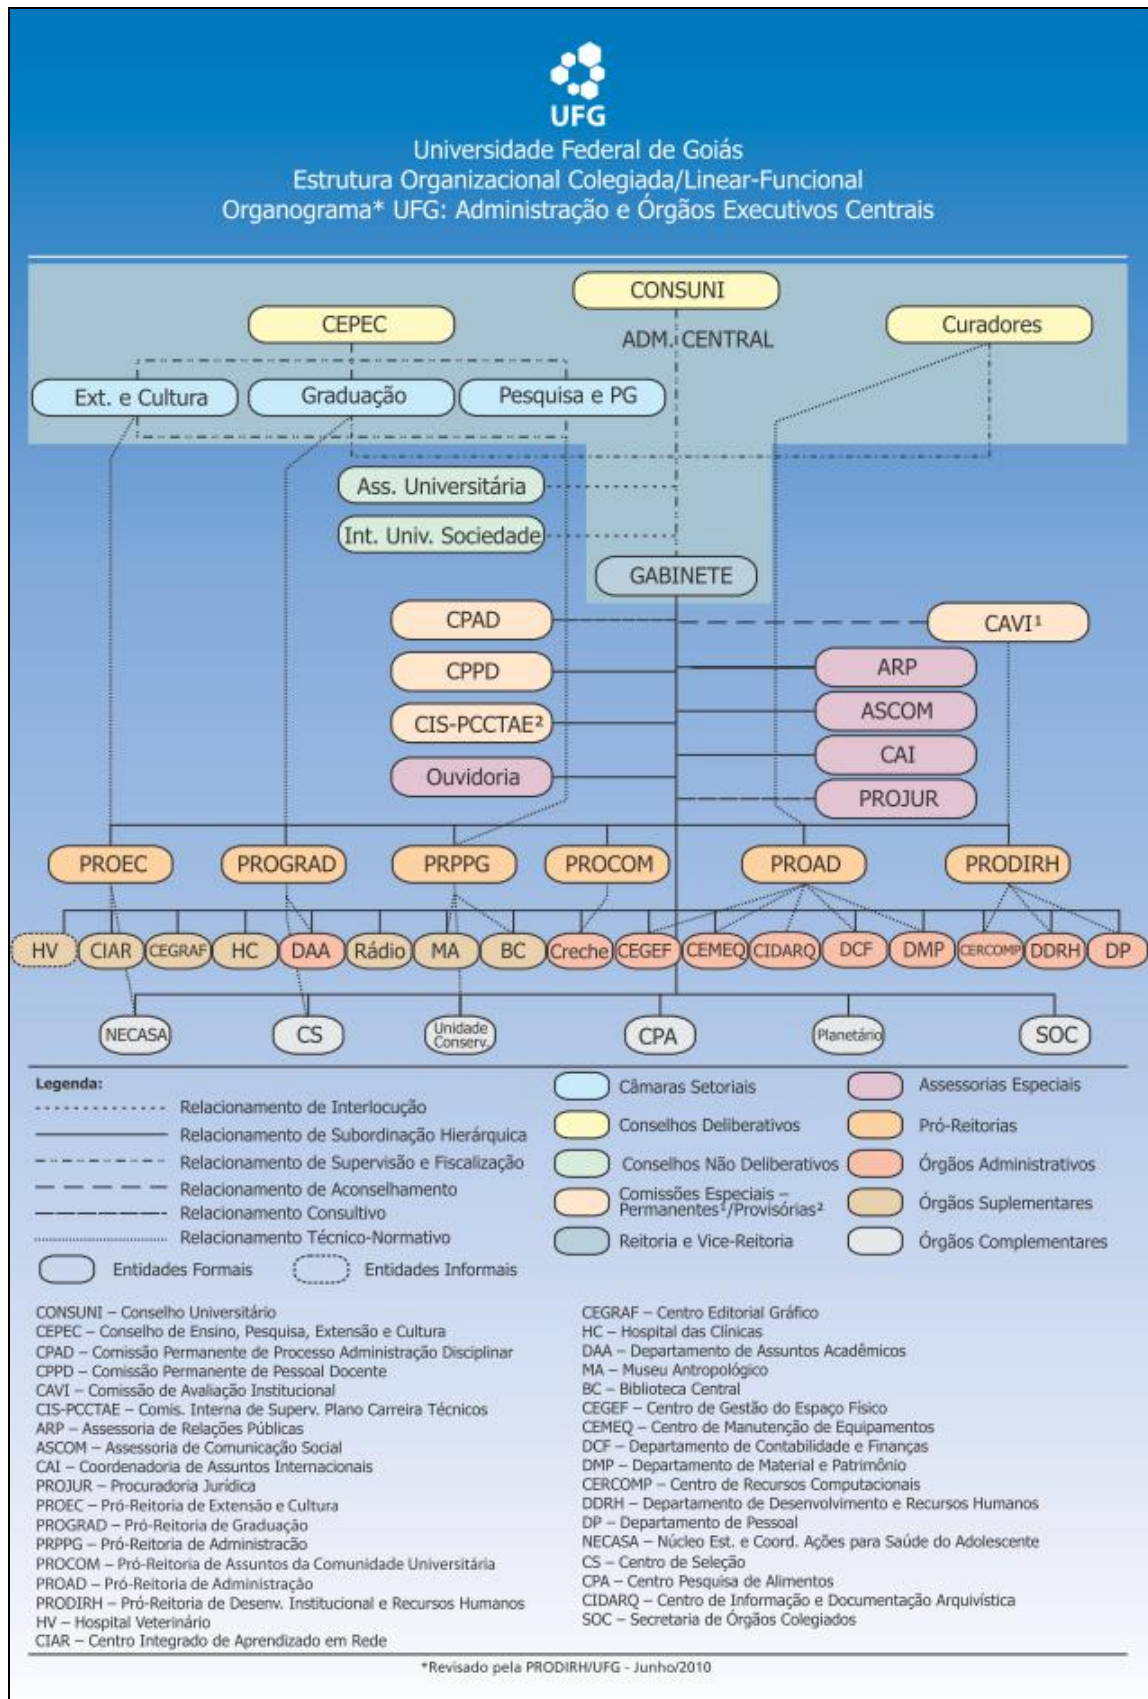 UFG
Universidade Federal de Goiás
Estrutura Organizacional Colegiada/Linear-Funcional
Organograma* UFG: Administração e Órgãos Executivos Centrais
CONSUNI
CEPEC
Curadores
ADM. CENTRAL
Ext. e Cultura
Graduação
Pesquisa e PG
Ass. Universitária
Int. Univ. Sociedade
GABINETE
CPAD
CAVI¹
CPPD
ARP
CIS-PCCTAE²
ASCOM
Ouvidoria
CAI
PROJUR
PROEC
PROGRAD
PRPPG
PROCOM
PROAD
PRODIRH
HV
CIAR
CEGRAF
HC
DAA
Rádio
MA
BC
Creche
CEGEF
CEMEQ
CIDARQ
DCF
DMP
CERCOMP
DDRH
DP
NECASA
CS
Unidade
Conserv.
CPA
Planetário
SOC
Legenda:
Relacionamento de Interlocução
Relacionamento de Subordinação Hierárquica
Relacionamento de Supervisão e Fiscalização
Relacionamento de Aconselhamento
Relacionamento Consultivo
Relacionamento Técnico-Normativo
Entidades Formais
Entidades Informais
Câmaras Setoriais
Conselhos Deliberativos
Conselhos Não Deliberativos
Comissões Especiais –
Permanentes¹/Provisórias²
Reitoria e Vice-Reitoria
Assessorias Especiais
Pró-Reitorias
Órgãos Administrativos
Órgãos Suplementares
Órgãos Complementares
CONSUNI – Conselho Universitário
CEPEC – Conselho de Ensino, Pesquisa, Extensão e Cultura
CPAD – Comissão Permanente de Processo Administração Disciplinar
CPPD – Comissão Permanente de Pessoal Docente
CAVI – Comissão de Avaliação Institucional
CIS-PCCTAE – Comis. Interna de Superv. Plano Carreira Técnicos
ARP – Assessoria de Relações Públicas
ASCOM – Assessoria de Comunicação Social
CAI – Coordenadoria de Assuntos Internacionais
PROJUR – Procuradoria Jurídica
PROEC – Pró-Reitoria de Extensão e Cultura
PROGRAD – Pró-Reitoria de Graduação
PRPPG – Pró-Reitoria de Administracão
PROCOM – Pró-Reitoria de Assuntos da Comunidade Universitária
PROAD – Pró-Reitoria de Administração
PRODIRH – Pró-Reitoria de Desenv. Institucional e Recursos Humanos
HV – Hospital Veterinário
CIAR – Centro Integrado de Aprendizado em Rede
CEGRAF – Centro Editorial Gráfico
HC – Hospital das Clínicas
DAA – Departamento de Assuntos Acadêmicos
MA – Museu Antropológico
BC – Biblioteca Central
CEGEF – Centro de Gestão do Espaço Físico
CEMEQ – Centro de Manutenção de Equipamentos
DCF – Departamento de Contabilidade e Finanças
DMP – Departamento de Material e Patrimônio
CERCOMP – Centro de Recursos Computacionais
DDRH – Departamento de Desenvolvimento e Recursos Humanos
DP – Departamento de Pessoal
NECASA – Núcleo Est. e Coord. Ações para Saúde do Adolescente
CS – Centro de Seleção
CPA – Centro Pesquisa de Alimentos
CIDARQ – Centro de Informação e Documentação Arquivística
SOC – Secretaria de Órgãos Colegiados
*Revisado pela PRODIRH/UFG - Junho/2010